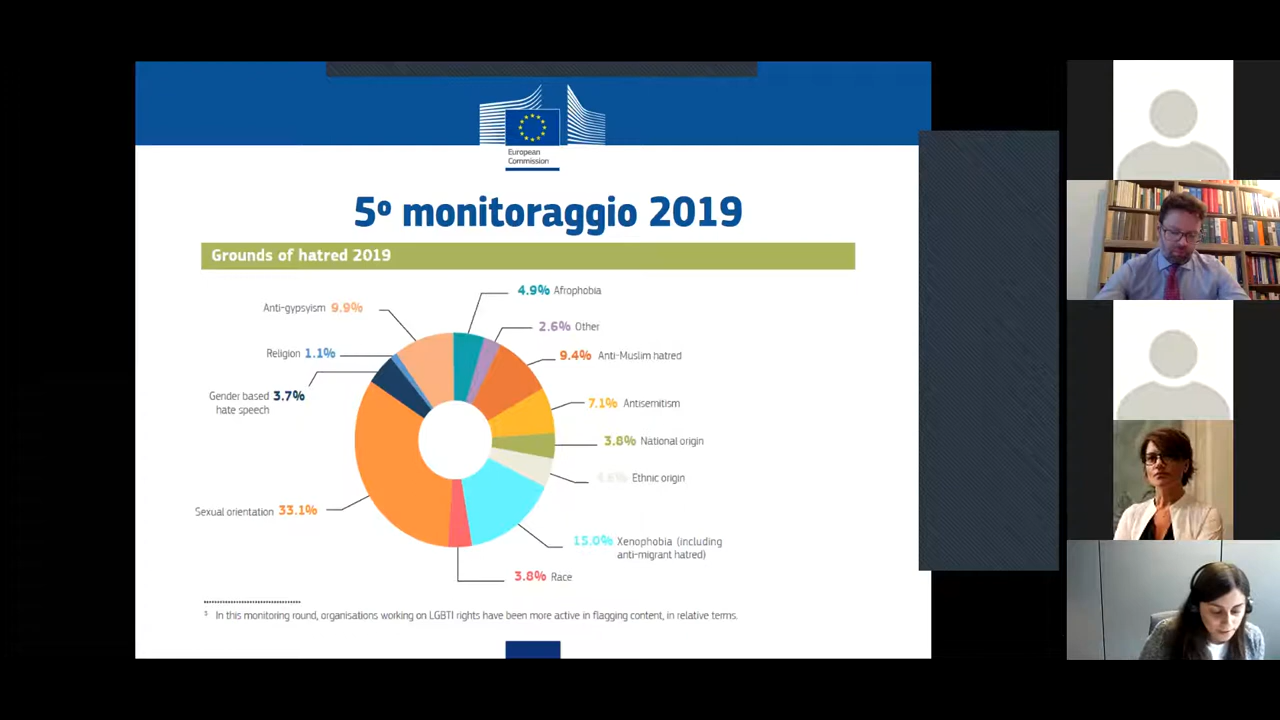 European
Commission
5º monitoraggio 2019
Grounds of hatred 2019
4.9% Afrophobia
Anti-gypsyism 9.9%
2.6% Other
Religion 1.1%
9.4% Anti-Muslim hatred
Gender based 3.7%
hate speech
7.1% Antisemitism
3.8% National origin
Ethnic origin
Sexual orientation 33.1%
15.0% Xenophobia (including
anti-migrant hatred)
3.8% Race
In this monitoring round, organisations working on LGBTI rights have been more active in flagging content, in relative terms.